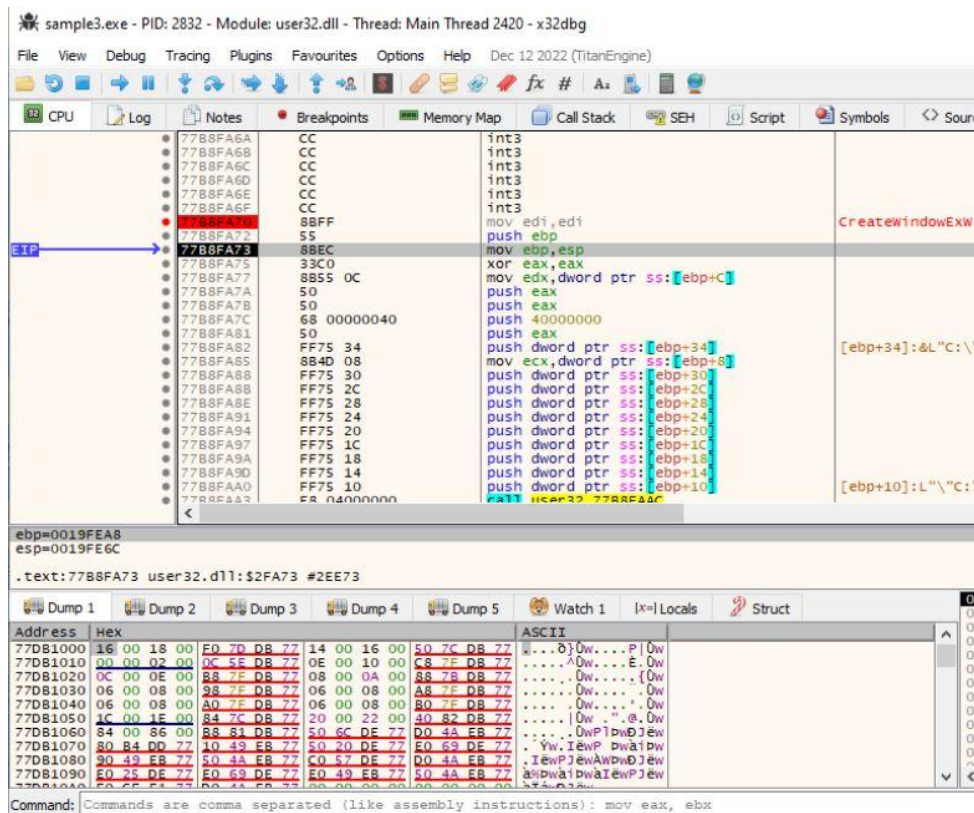 sample3.exe - PID: 2832 - Module: user32.dll - Thread: Main Thread 2420 - x32dbg
File View Debug Tracing Plugins Favourites Options Help Dec 12 2022 (TitanEngine)
CPU Log Notes Breakpoints Memory Map Call Stack SEH Script Symbols Sour
77B8FA6A CC int3
77B8FA6B CC int3
77B8FA6C CC int3
77B8FA6D CC int3
77B8FA6E CC int3
77B8FA6F CC int3
77B8FA70 8BFF mov edi,edi CreateWindowExW
77B8FA72 55 push ebp
EIP 77B8FA73 8BEC mov ebp,esp
77B8FA75 33C0 xor eax,eax
77B8FA77 8B55 0C mov edx,dword ptr ss:[ebp+C]
77B8FA7A 50 push eax
77B8FA7B 50 push eax
77B8FA7C 68 00000040 push 40000000
77B8FA81 50 push eax
77B8FA82 FF75 34 push dword ptr ss:[ebp+34] [ebp+34]:&L"C:\
77B8FA85 8B4D 08 mov ecx,dword ptr ss:[ebp+8]
77B8FA88 FF75 30 push dword ptr ss:[ebp+30]
77B8FA8B FF75 2C push dword ptr ss:[ebp+2C]
77B8FA8E FF75 28 push dword ptr ss:[ebp+28]
77B8FA91 FF75 24 push dword ptr ss:[ebp+24]
77B8FA94 FF75 20 push dword ptr ss:[ebp+20]
77B8FA97 FF75 1C push dword ptr ss:[ebp+1C]
77B8FA9A FF75 18 push dword ptr ss:[ebp+18]
77B8FA9D FF75 14 push dword ptr ss:[ebp+14]
77B8FAA0 FF75 10 push dword ptr ss:[ebp+10] [ebp+10]:L"\"C:
77B8FAA3 E8 04000000 call user32.77B8FAAC
ebp=0019FEA8
esp=0019FE6C
.text:77B8FA73 user32.dll:$2FA73 #2EE73
Dump 1 Dump 2 Dump 3 Dump 4 Dump 5 Watch 1 [x=] Locals Struct
Address Hex ASCII
77DB1000 16 00 18 00 F0 7D DB 77 14 00 16 00 50 7C DB 77 ....ð}Ûw....P|Ûw
77DB1010 00 00 02 00 0C 5E DB 77 0E 00 10 00 C8 7F DB 77 .....^Ûw....È.Ûw
77DB1020 0C 00 0E 00 B8 7F DB 77 08 00 0A 00 88 7B DB 77
77DB1030 06 00 08 00 98 7F DB 77 06 00 08 00 A8 7F DB 77
77DB1040 06 00 08 00 A0 7F DB 77 06 00 08 00 B0 7F DB 77
77DB1050 1C 00 1E 00 84 7C DB 77 20 00 22 00 40 82 DB 77
77DB1060 84 00 86 00 B8 81 DB 77 50 6C DE 77 D0 4A EB 77
77DB1070 80 B4 DD 77 10 49 EB 77 50 20 DE 77 E0 69 DE 77
77DB1080 90 49 EB 77 50 4A EB 77 C0 57 DE 77 D0 4A EB 77
77DB1090 E0 25 DE 77 E0 69 DE 77 E0 49 EB 77 50 4A EB 77
Command: Commands are comma separated (like assembly instructions): mov eax, ebx